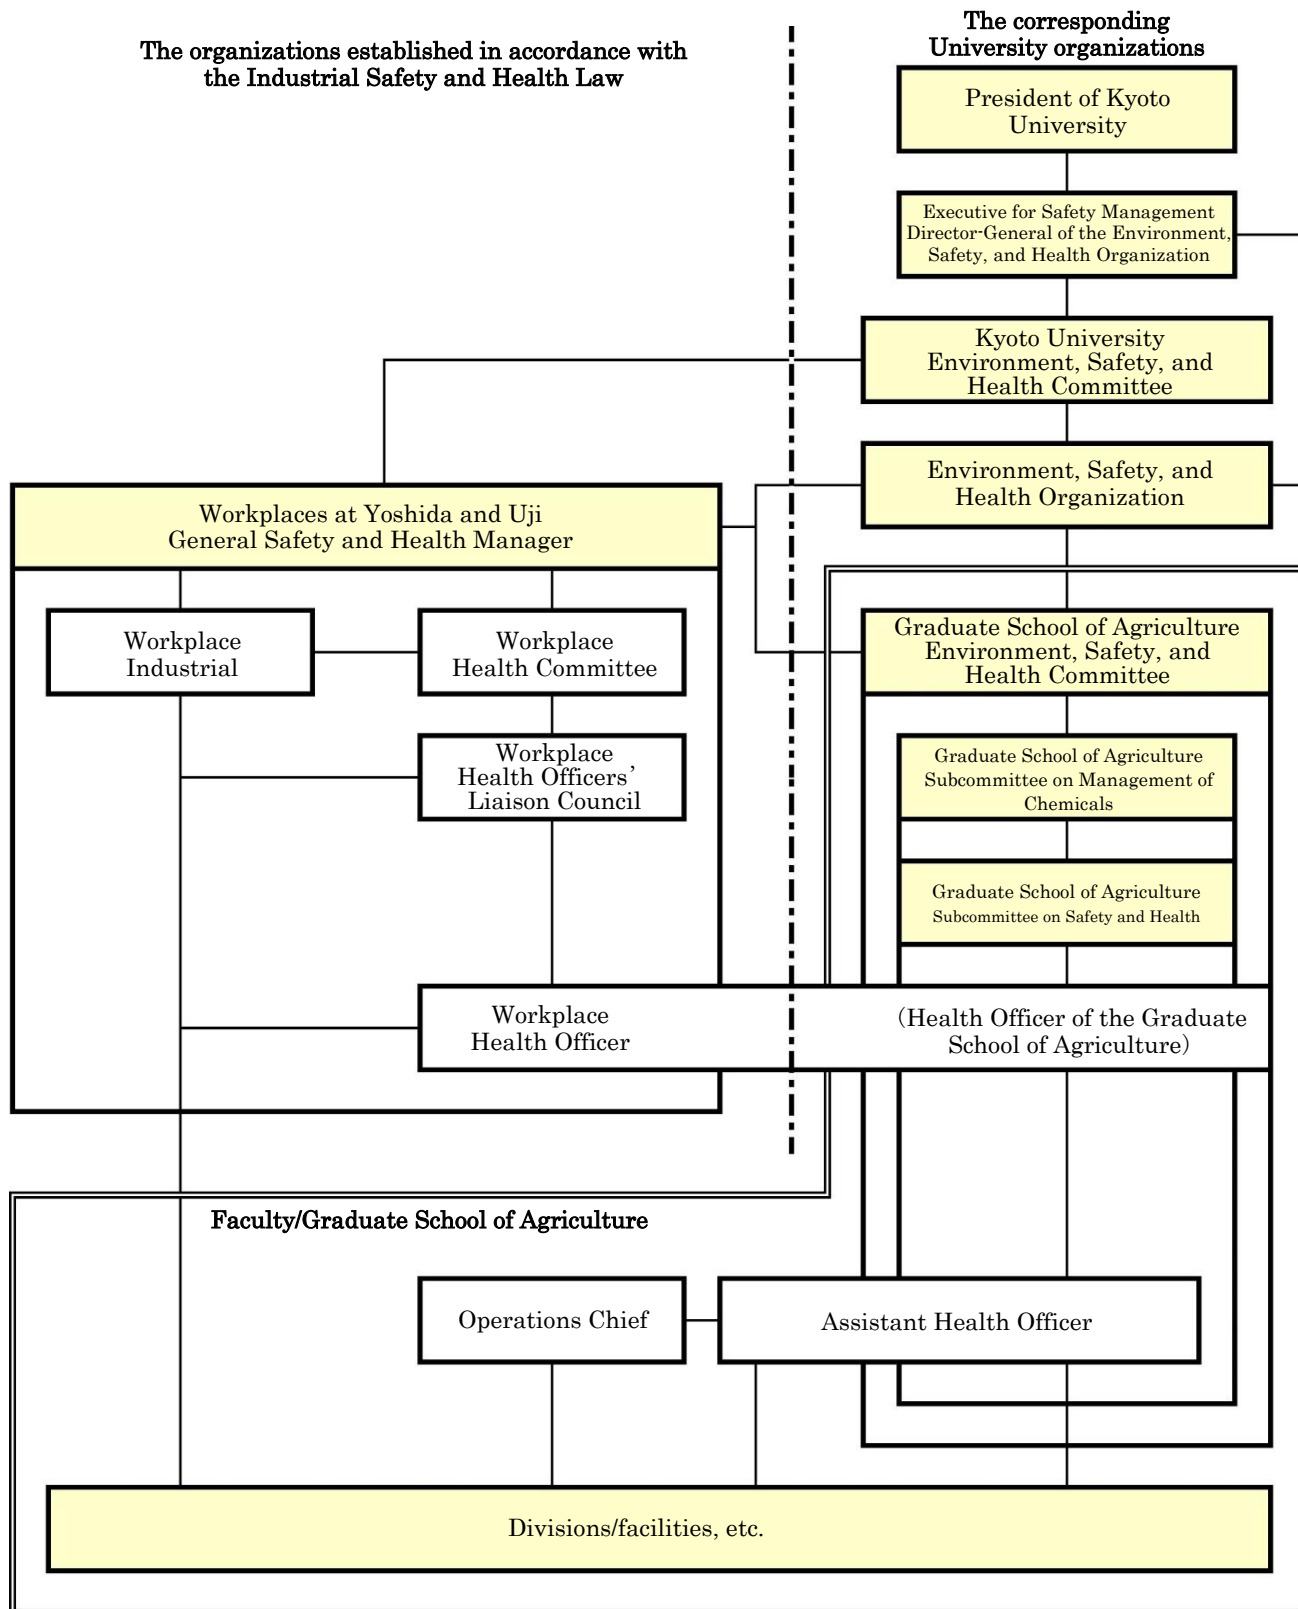 The organizations established in accordance with
the Industrial Safety and Health Law
The corresponding
University organizations
President of Kyoto
University
Executive for Safety Management
Director-General of the Environment,
Safety, and Health Organization
Kyoto University
Environment, Safety, and
Health Committee
Environment, Safety, and
Health Organization
Workplaces at Yoshida and Uji
General Safety and Health Manager
Workplace
Industrial
Workplace
Health Committee
Graduate School of Agriculture
Environment, Safety, and
Health Committee
Workplace
Health Officers’
Liaison Council
Graduate School of Agriculture
Subcommittee on Management of
Chemicals
Graduate School of Agriculture
Subcommittee on Safety and Health
Workplace
Health Officer
(Health Officer of the Graduate
School of Agriculture)
Faculty/Graduate School of Agriculture
Operations Chief
Assistant Health Officer
Divisions/facilities, etc.